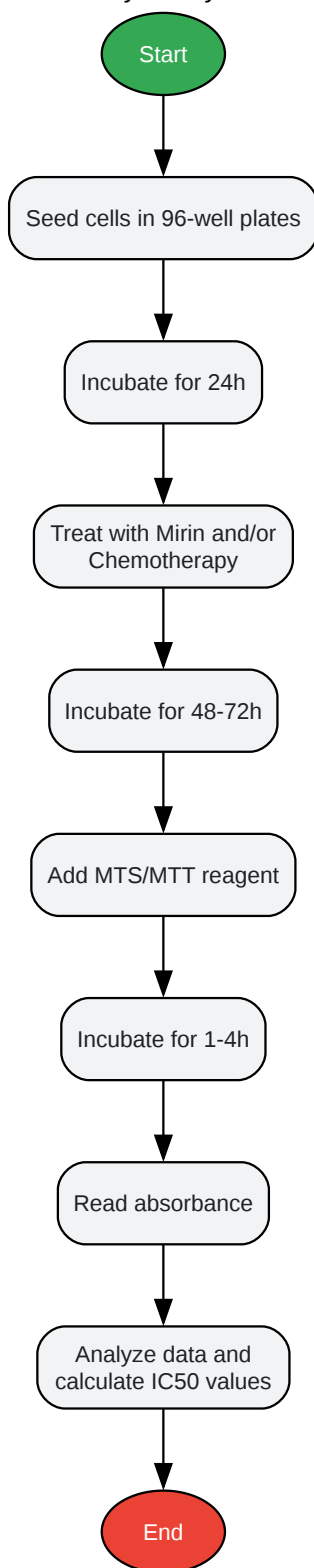 Start
Seed cells in 96-well plates
Incubate for 24h
Treat with Mirin and/or
Chemotherapy
Incubate for 48-72h
Add MTS/MTT reagent
Incubate for 1-4h
Read absorbance
Analyze data and
calculate IC50 values
End